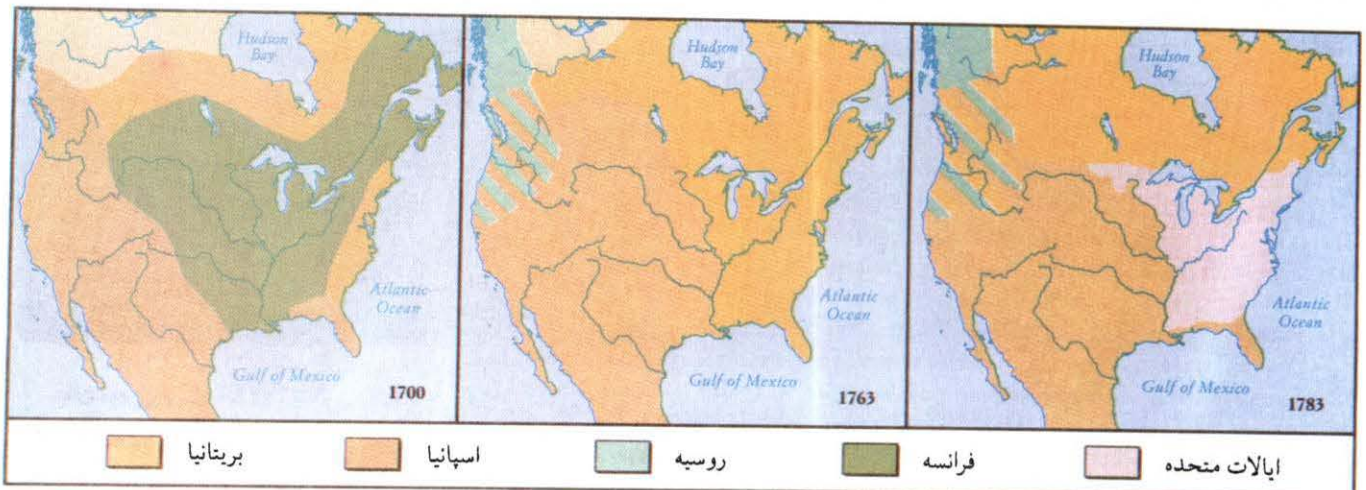 Hudson
Bay
Atlantic
Ocean
Gulf of Mexico
1700
Hudson
Bay
Atlantic
Ocean
Gulf of Mexico
1763
Hudson
Bay
Atlantic
Ocean
Gulf of Mexico
1783
ایالات متحده
فرانسه
روسیه
اسپانیا
بریتانیا